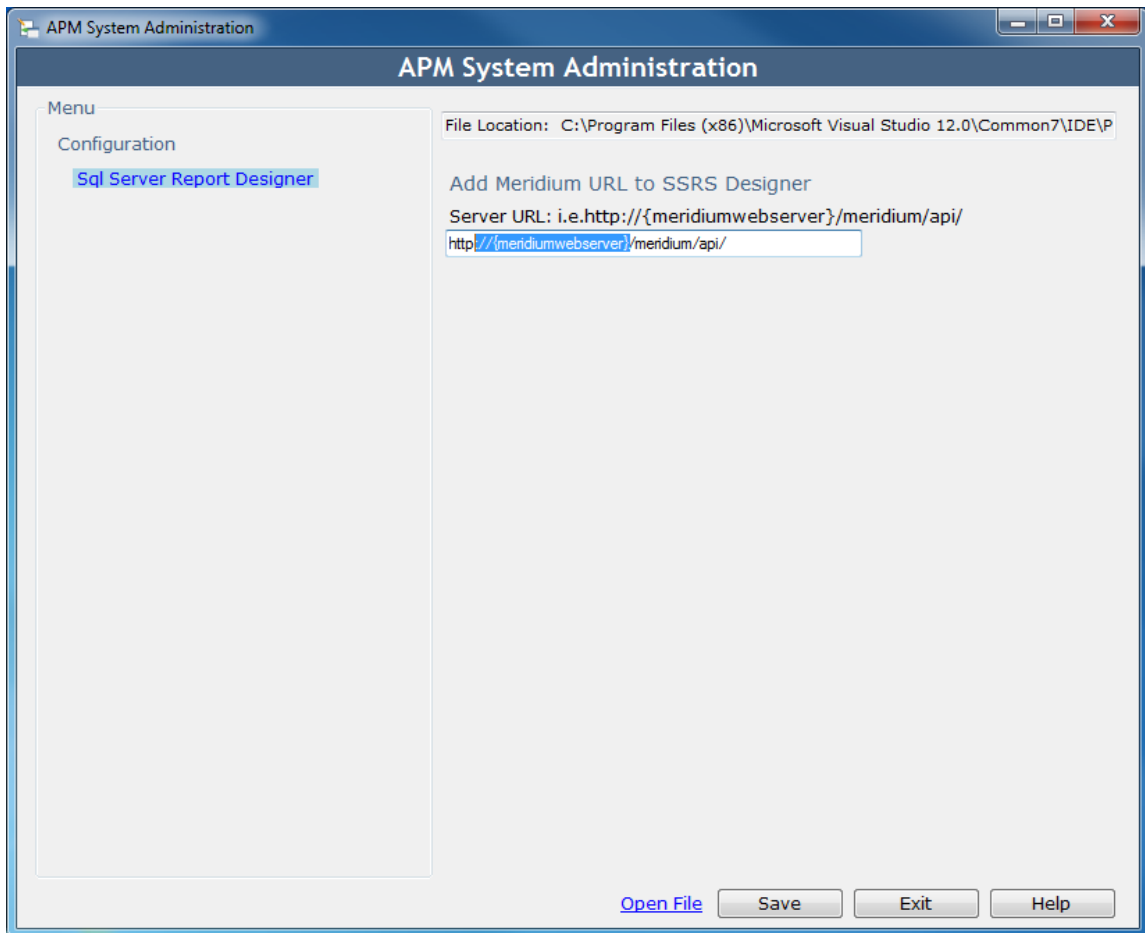 APM System Administration
APM System Administration
Menu
Configuration
Sql Server Report Designer
File Location: C:\Program Files (x86)\Microsoft Visual Studio 12.0\Common7\IDE\P
Add Meridium URL to SSRS Designer
Server URL: i.e.http://{meridiumwebserver}/meridium/api/
http://{meridiumwebserver}/meridium/api/
Open File Save Exit Help